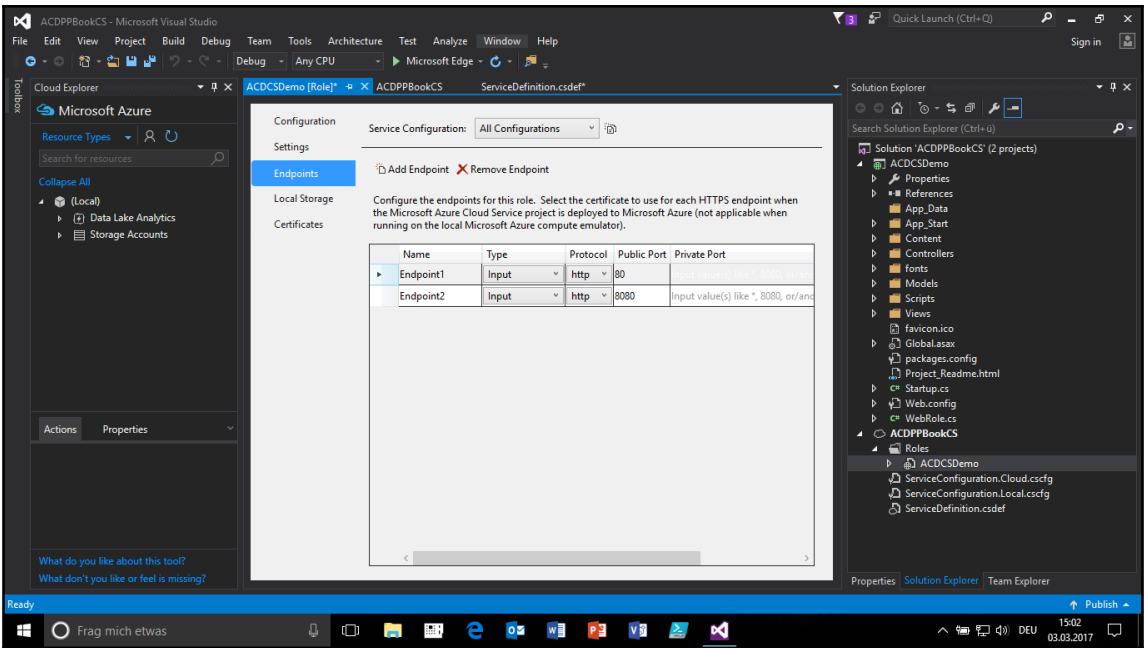 ACDPPBookCS - Microsoft Visual Studio
3
Quick Launch (Ctrl+Q)
File Edit View Project Build Debug Team Tools Architecture Test Analyze Window Help
Sign in
Debug Any CPU Microsoft Edge
Toolbox
Cloud Explorer
Microsoft Azure
Resource Types
Search for resources
Collapse All
(Local)
Data Lake Analytics
Storage Accounts
Actions Properties
What do you like about this tool?
What don't you like or feel is missing?
ACDCSDemo [Role]* ACDPPBookCS ServiceDefinition.csdef*
Configuration
Settings
Endpoints
Local Storage
Certificates
Service Configuration: All Configurations
Add Endpoint Remove Endpoint
Configure the endpoints for this role. Select the certificate to use for each HTTPS endpoint when
the Microsoft Azure Cloud Service project is deployed to Microsoft Azure (not applicable when
running on the local Microsoft Azure compute emulator).
Name Type Protocol Public Port Private Port
Endpoint1 Input http 80 Input value(s) like *, 8080, or/and
Endpoint2 Input http 8080 Input value(s) like *, 8080, or/and
Solution Explorer
Search Solution Explorer (Ctrl+ü)
Solution 'ACDPPBookCS' (2 projects)
ACDCSDemo
Properties
References
App_Data
App_Start
Content
Controllers
fonts
Models
Scripts
Views
favicon.ico
Global.asax
packages.config
Project_Readme.html
C# Startup.cs
Web.config
C# WebRole.cs
ACDPPBookCS
Roles
ACDCSDemo
ServiceConfiguration.Cloud.cscfg
ServiceConfiguration.Local.cscfg
ServiceDefinition.csdef
Properties Solution Explorer Team Explorer
Ready
Publish
Frag mich etwas
DEU
15:02
03.03.2017